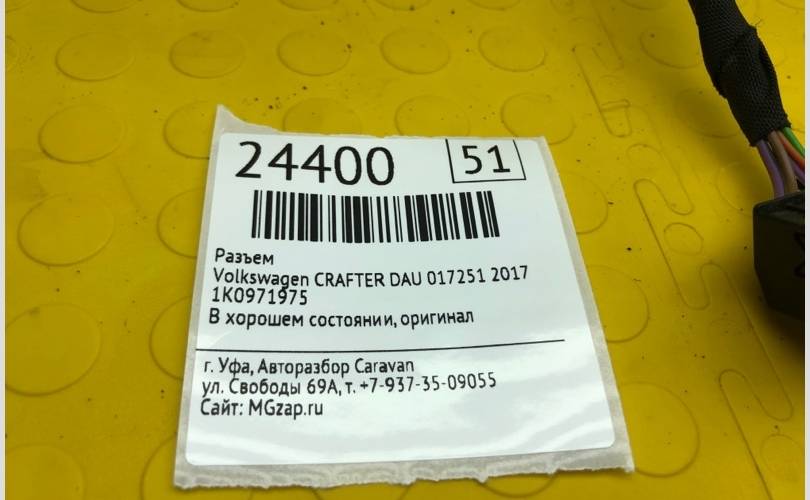 24400 51
Разъем
Volkswagen CRAFTER DAU 017251 2017
1K0971975
В хорошем состоянии, оригинал
г. Уфа, Авторазбор Caravan
ул. Свободы 69А, т. +7-937-35-09055
Сайт: MGzap.ru